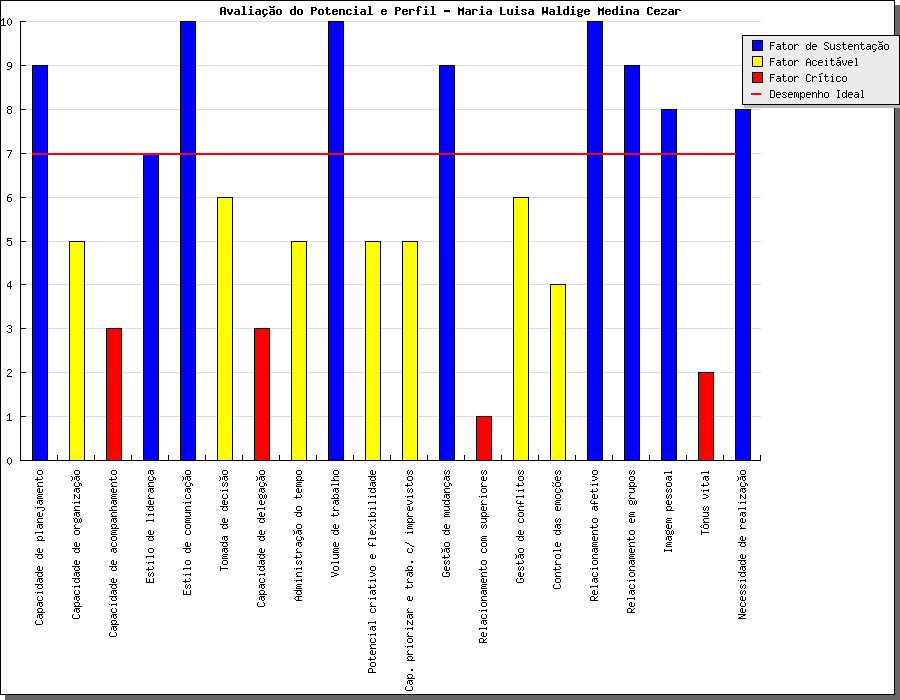 Avaliação do Potencial e Perfil - Maria Luisa Waldige Medina Cezar
Fator de Sustentação
Fator Aceitável
Fator Crítico
Desempenho Ideal
10
9
8
7
6
5
4
3
2
1
0
Capacidade de planejamento
Capacidade de organização
Capacidade de acompanhamento
Estilo de liderança
Estilo de comunicação
Tomada de decisão
Capacidade de delegação
Administração do tempo
Volume de trabalho
Potencial criativo e flexibilidade
Cap. priorizar e trab. c/ imprevistos
Gestão de mudanças
Relacionamento com superiores
Gestão de conflitos
Controle das emoções
Relacionamento afetivo
Relacionamento em grupos
Imagem pessoal
Tônus vital
Necessidade de realização